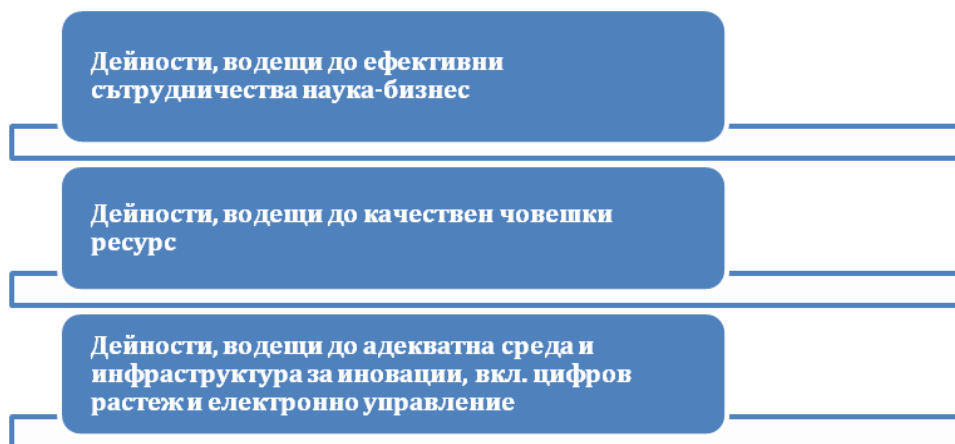 Дейности, водещи до ефективни
сътрудничества наука-бизнес
Дейности, водещи до качествен човешки
ресурс
Дейности, водещи до адекватна среда и
инфраструктура за иновации, вкл. цифров
растеж и електронно управление